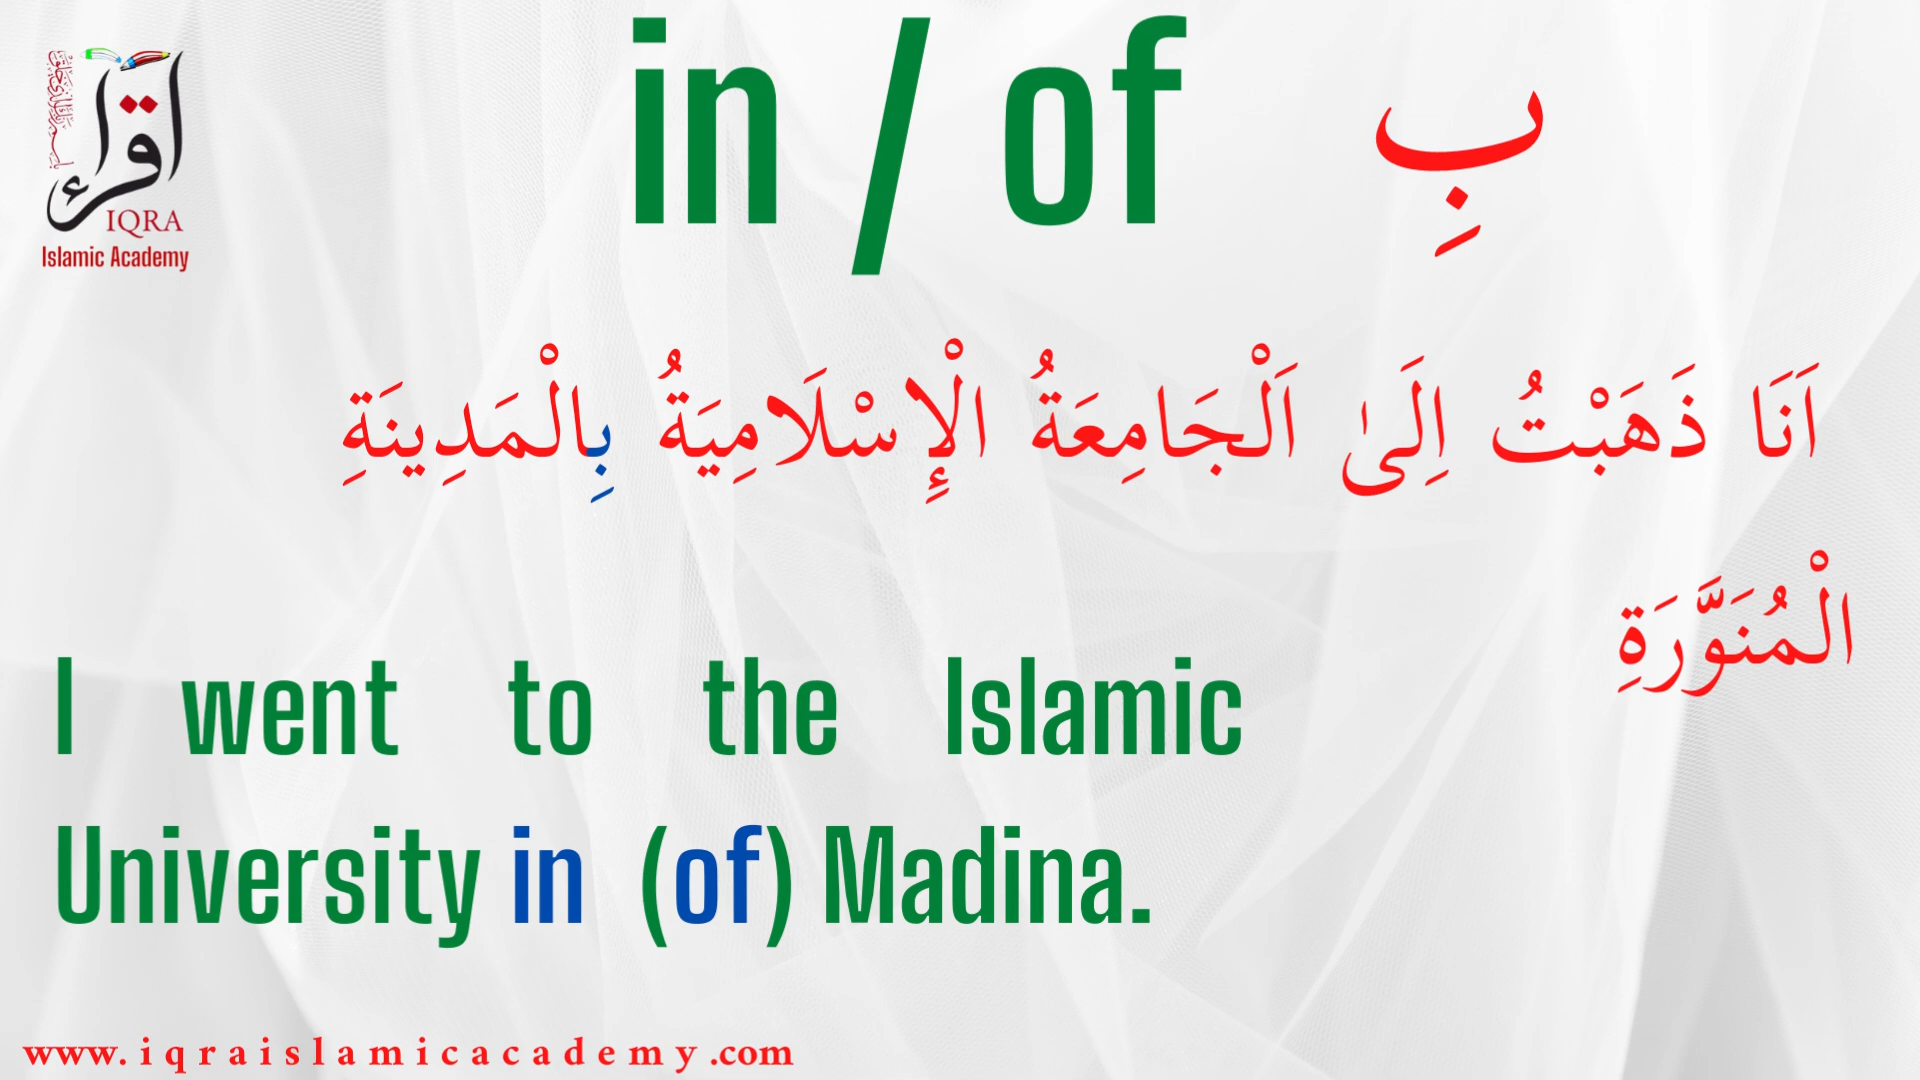 in / of بِ
IQRA
Islamic Academy
اَنَا ذَهَبْتُ اِلَىٰ اَلْجَامِعَةُ الْإِسْلَامِيَةُ بِالْمَدِينَةِ
الْمُنَوَّرَةِ
I went to the Islamic
University in (of) Madina.
www. i q r a i s l a m i c a c a d e m y .com